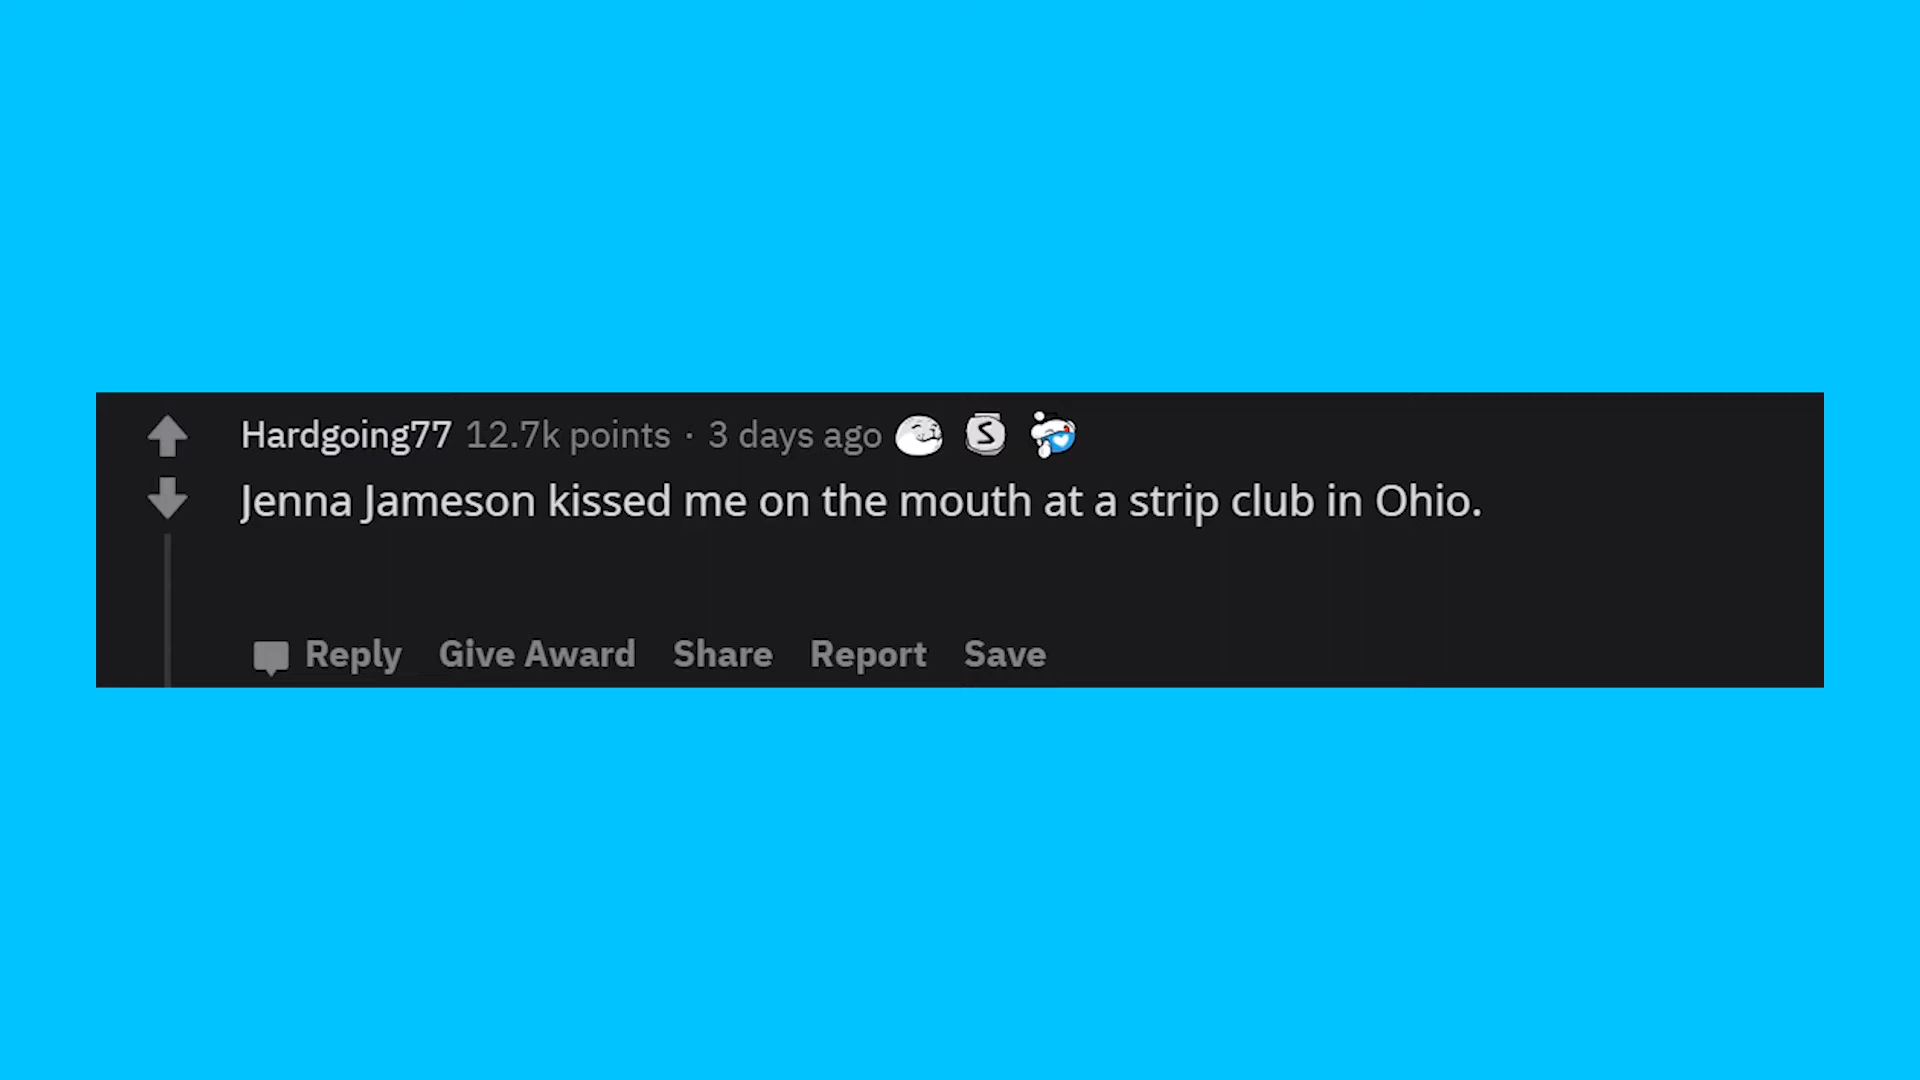 Hardgoing77 12.7k points · 3 days ago S
Jenna Jameson kissed me on the mouth at a strip club in Ohio.
Reply Give Award Share Report Save